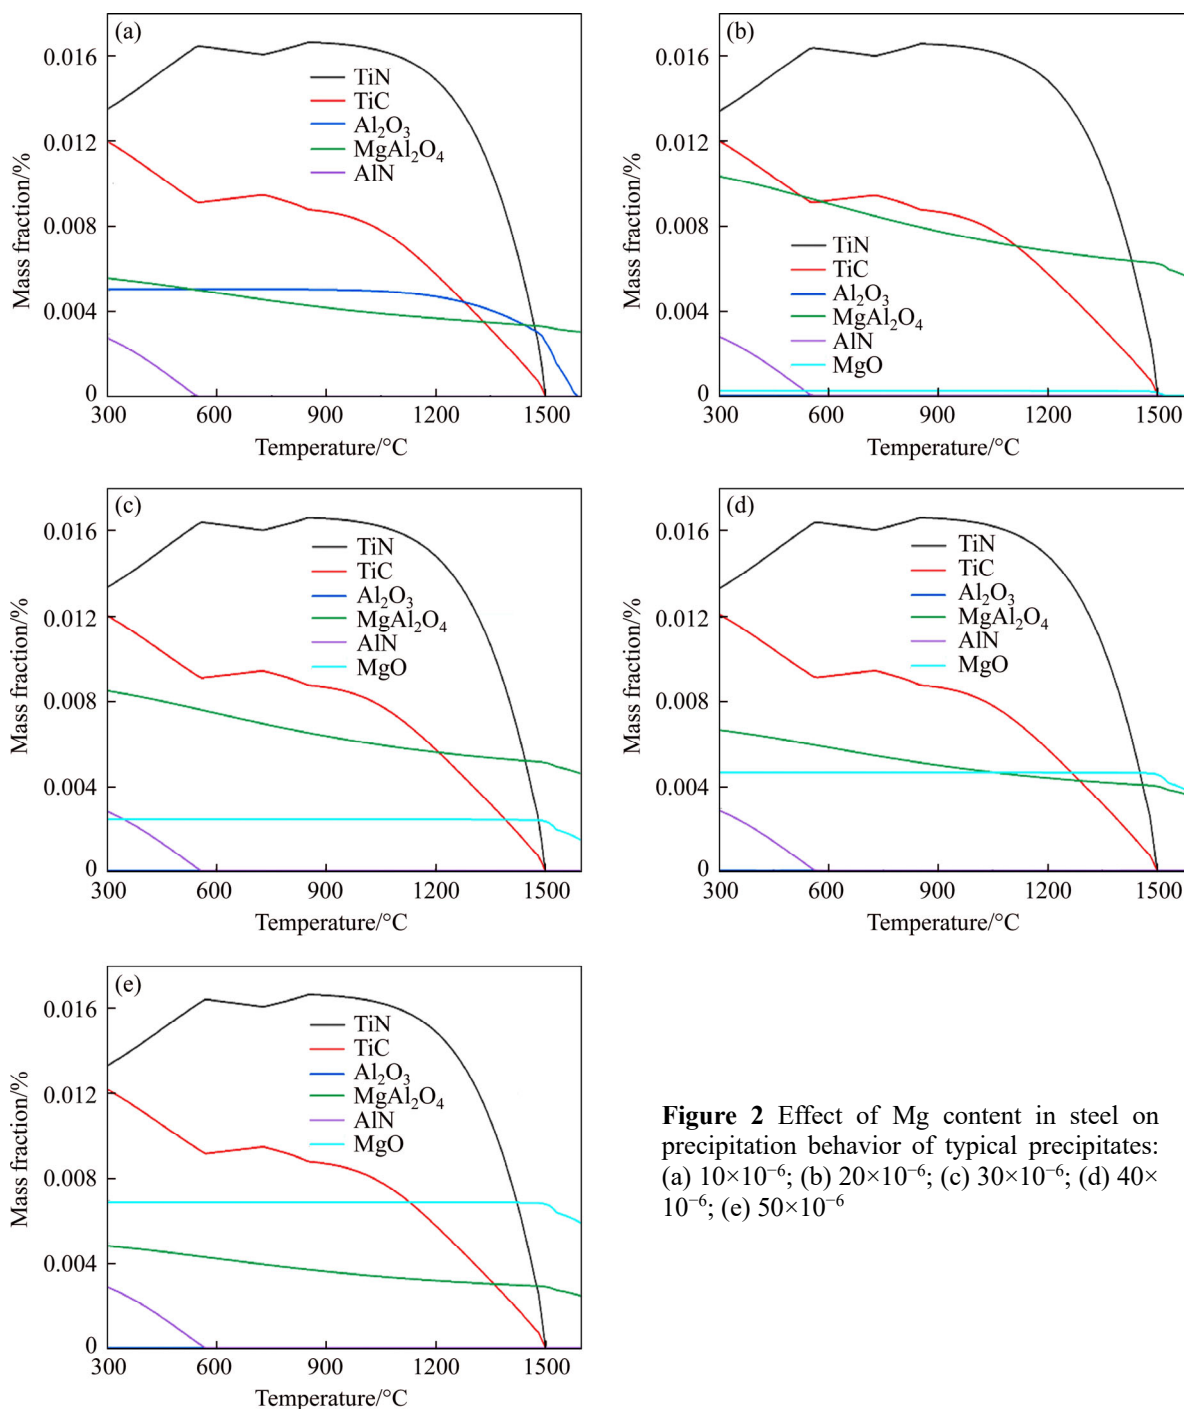 (a)
0.016
0.012
0.008
0.004
0
Mass fraction/%
TiN
TiC
Al₂O₃
MgAl₂O₄
AlN
300 600 900 1200 1500
Temperature/°C
(b)
0.016
0.012
0.008
0.004
0
Mass fraction/%
TiN
TiC
Al₂O₃
MgAl₂O₄
AlN
MgO
300 600 900 1200 1500
Temperature/°C
(c)
0.016
0.012
0.008
0.004
0
Mass fraction/%
TiN
TiC
Al₂O₃
MgAl₂O₄
AlN
MgO
300 600 900 1200 1500
Temperature/°C
(d)
0.016
0.012
0.008
0.004
0
Mass fraction/%
TiN
TiC
Al₂O₃
MgAl₂O₄
AlN
MgO
300 600 900 1200 1500
Temperature/°C
(e)
0.016
0.012
0.008
0.004
0
Mass fraction/%
TiN
TiC
Al₂O₃
MgAl₂O₄
AlN
MgO
300 600 900 1200 1500
Temperature/°C
Figure 2 Effect of Mg content in steel on
precipitation behavior of typical precipitates:
(a) 10×10⁻⁶; (b) 20×10⁻⁶; (c) 30×10⁻⁶; (d) 40×
10⁻⁶; (e) 50×10⁻⁶